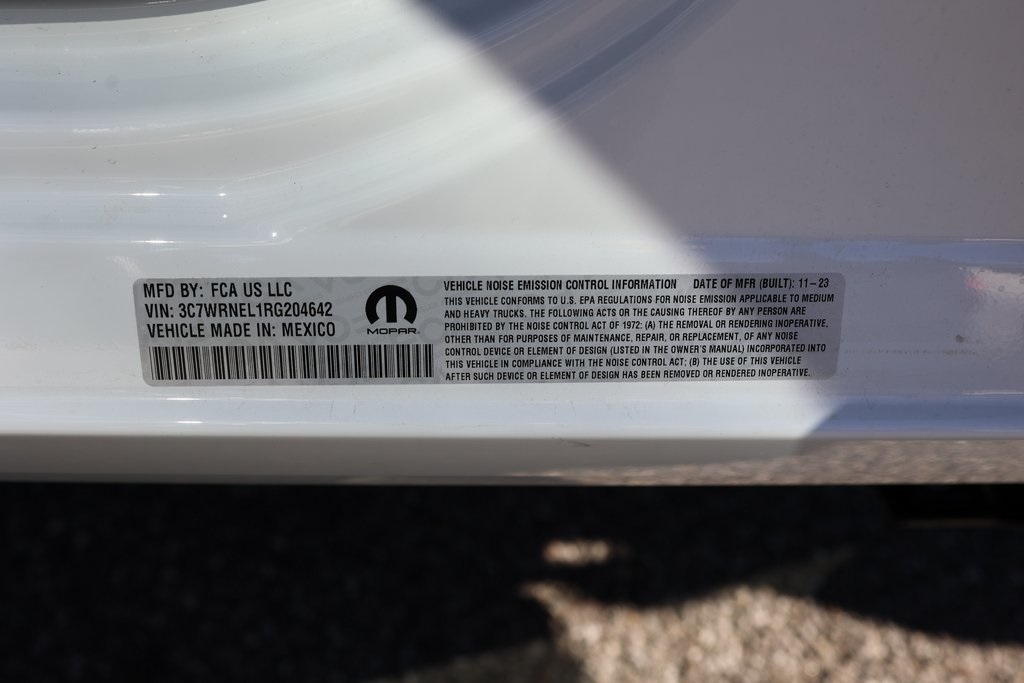 MFD BY: FCA US LLC
VIN: 3C7WRNEL1RG204642
VEHICLE MADE IN: MEXICO
MOPAR
VEHICLE NOISE EMISSION CONTROL INFORMATION DATE OF MFR (BUILT): 11–23
THIS VEHICLE CONFORMS TO U.S. EPA REGULATIONS FOR NOISE EMISSION APPLICABLE TO MEDIUM
AND HEAVY TRUCKS. THE FOLLOWING ACTS OR THE CAUSING THEREOF BY ANY PERSON ARE
PROHIBITED BY THE NOISE CONTROL ACT OF 1972: (A) THE REMOVAL OR RENDERING INOPERATIVE,
OTHER THAN FOR PURPOSES OF MAINTENANCE, REPAIR, OR REPLACEMENT, OF ANY NOISE
CONTROL DEVICE OR ELEMENT OF DESIGN (LISTED IN THE OWNER'S MANUAL) INCORPORATED INTO
THIS VEHICLE IN COMPLIANCE WITH THE NOISE CONTROL ACT; (B) THE USE OF THIS VEHICLE
AFTER SUCH DEVICE OR ELEMENT OF DESIGN HAS BEEN REMOVED OR RENDERED INOPERATIVE.